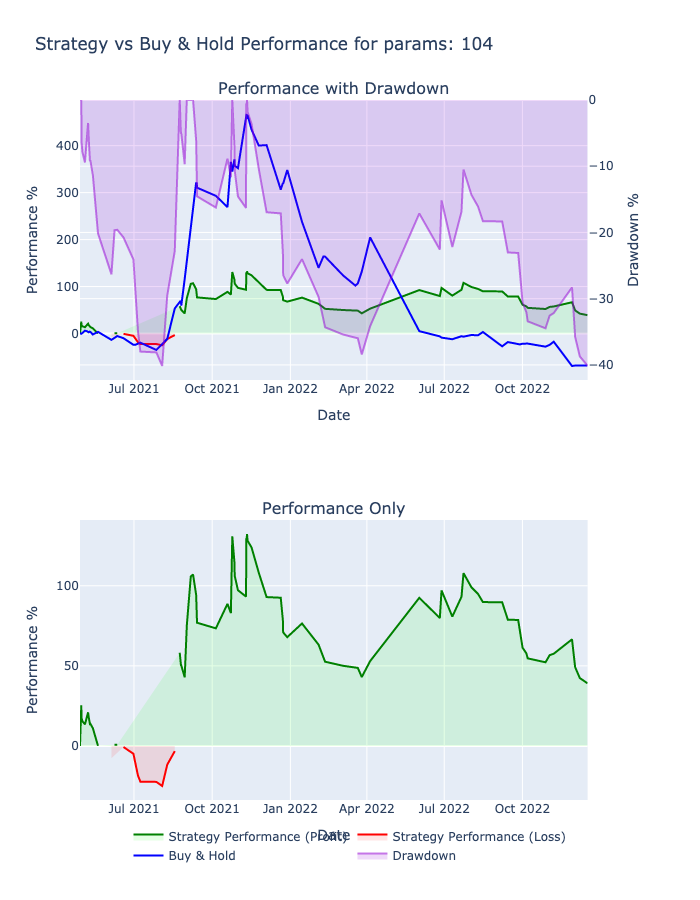 Strategy vs Buy & Hold Performance for params: 104
Performance with Drawdown
400
300
200
100
0
Performance %
0
−10
−20
−30
−40
Drawdown %
Jul 2021 Oct 2021 Jan 2022 Apr 2022 Jul 2022 Oct 2022
Date
Performance Only
100
50
0
Performance %
Jul 2021 Oct 2021 Jan 2022 Apr 2022 Jul 2022 Oct 2022
Date
Strategy Performance (Profit) Strategy Performance (Loss)
Buy & Hold Drawdown